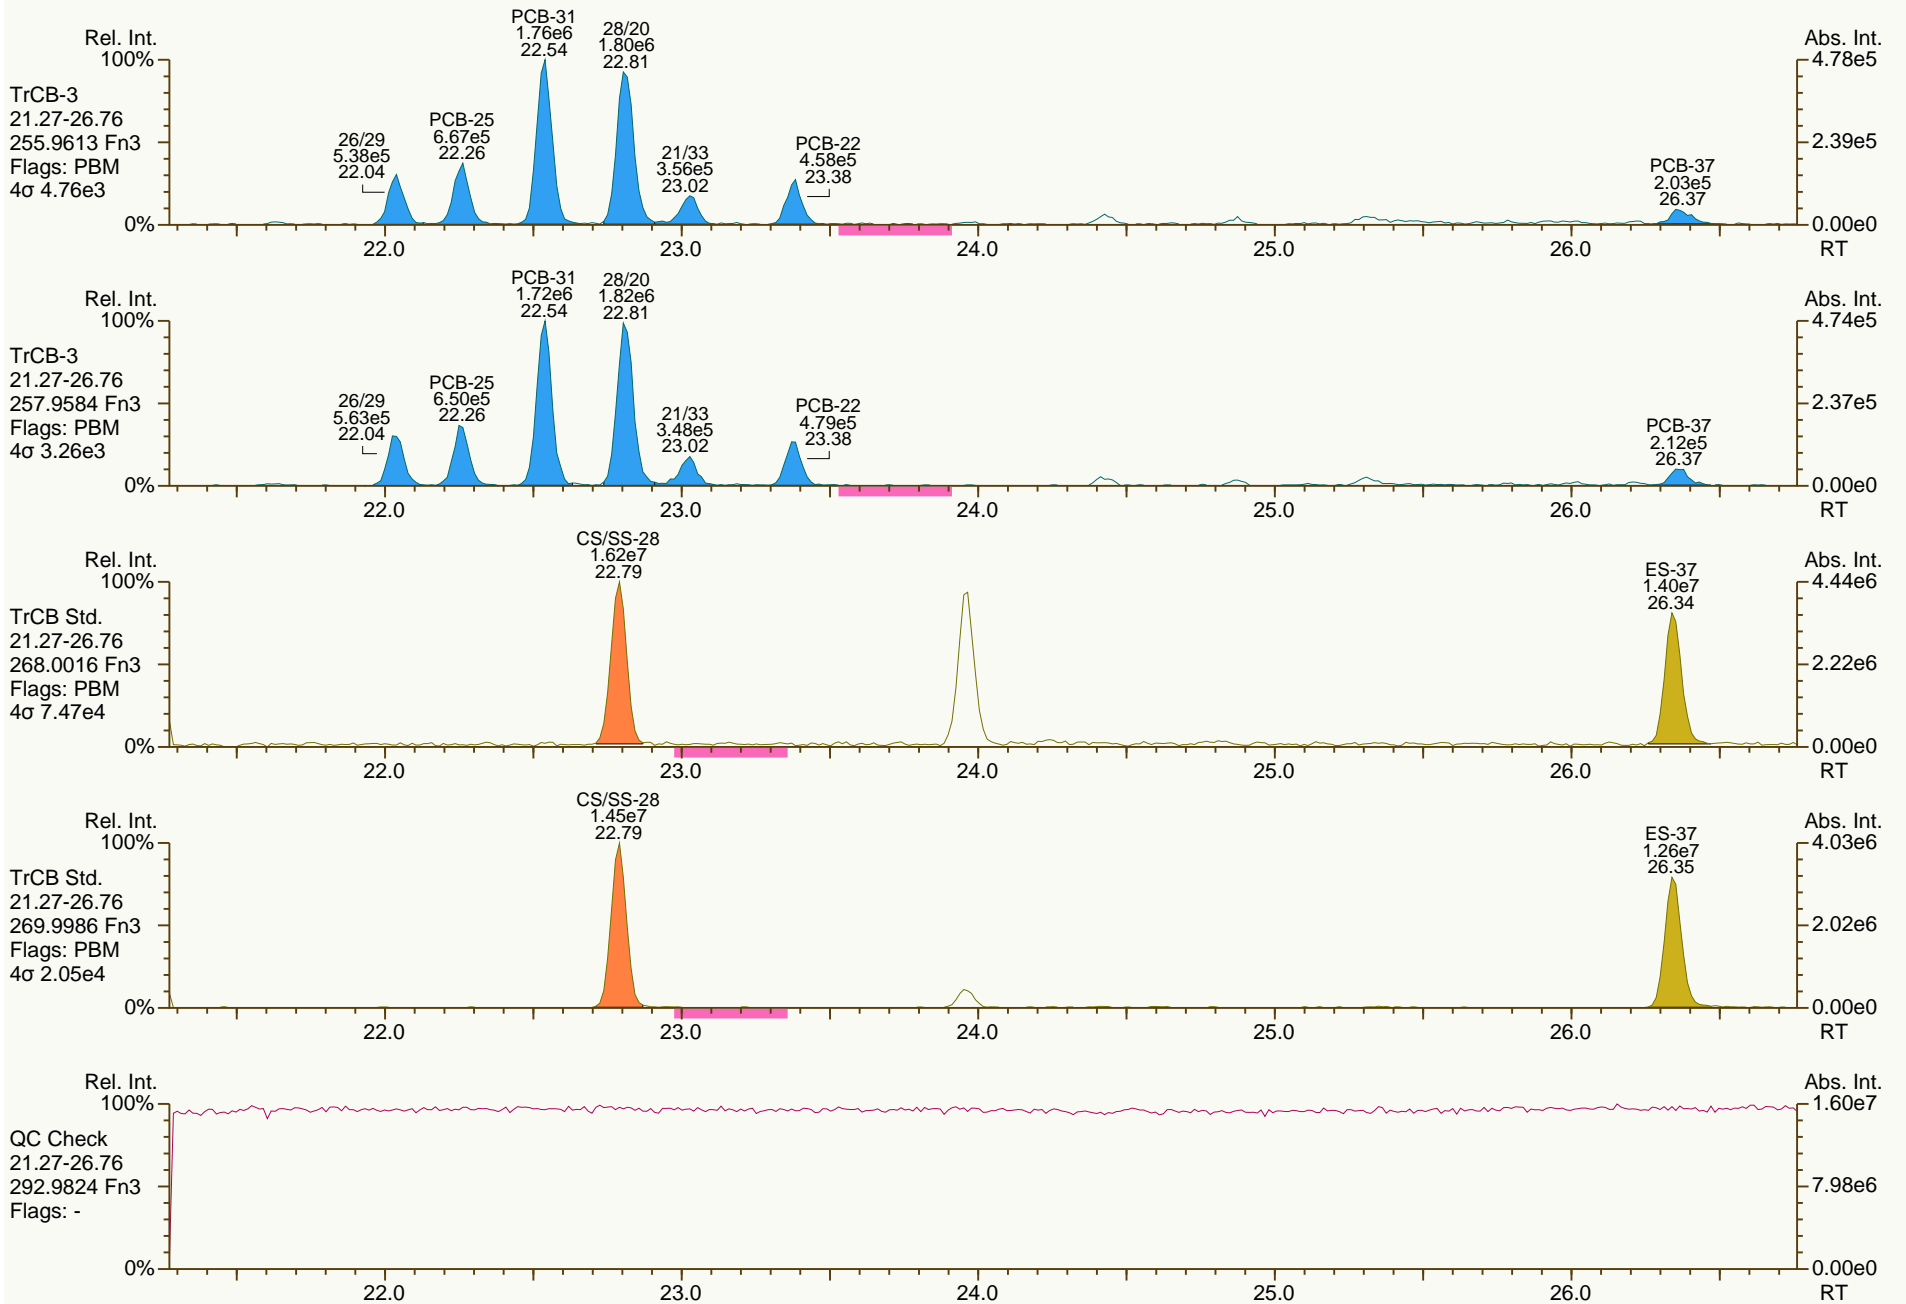 Rel. Int.
Abs. Int.
TrCB-3
21.27-26.76
255.9613 Fn3
Flags: PBM
4σ 4.76e3
100%
0%
4.78e5
2.39e5
0.00e0
26/29
5.38e5
22.04
PCB-25
6.67e5
22.26
PCB-31
1.76e6
22.54
28/20
1.80e6
22.81
21/33
3.56e5
23.02
PCB-22
4.58e5
23.38
PCB-37
2.03e5
26.37
22.0 23.0 24.0 25.0 26.0 RT
Rel. Int.
Abs. Int.
TrCB-3
21.27-26.76
257.9584 Fn3
Flags: PBM
4σ 3.26e3
100%
0%
4.74e5
2.37e5
0.00e0
26/29
5.63e5
22.04
PCB-25
6.50e5
22.26
PCB-31
1.72e6
22.54
28/20
1.82e6
22.81
21/33
3.48e5
23.02
PCB-22
4.79e5
23.38
PCB-37
2.12e5
26.37
22.0 23.0 24.0 25.0 26.0 RT
Rel. Int.
Abs. Int.
TrCB Std.
21.27-26.76
268.0016 Fn3
Flags: PBM
4σ 7.47e4
100%
0%
4.44e6
2.22e6
0.00e0
CS/SS-28
1.62e7
22.79
ES-37
1.40e7
26.34
22.0 23.0 24.0 25.0 26.0 RT
Rel. Int.
Abs. Int.
TrCB Std.
21.27-26.76
269.9986 Fn3
Flags: PBM
4σ 2.05e4
100%
0%
4.03e6
2.02e6
0.00e0
CS/SS-28
1.45e7
22.79
ES-37
1.26e7
26.35
22.0 23.0 24.0 25.0 26.0 RT
Rel. Int.
Abs. Int.
QC Check
21.27-26.76
292.9824 Fn3
Flags: -
100%
0%
1.60e7
7.98e6
0.00e0
22.0 23.0 24.0 25.0 26.0 RT